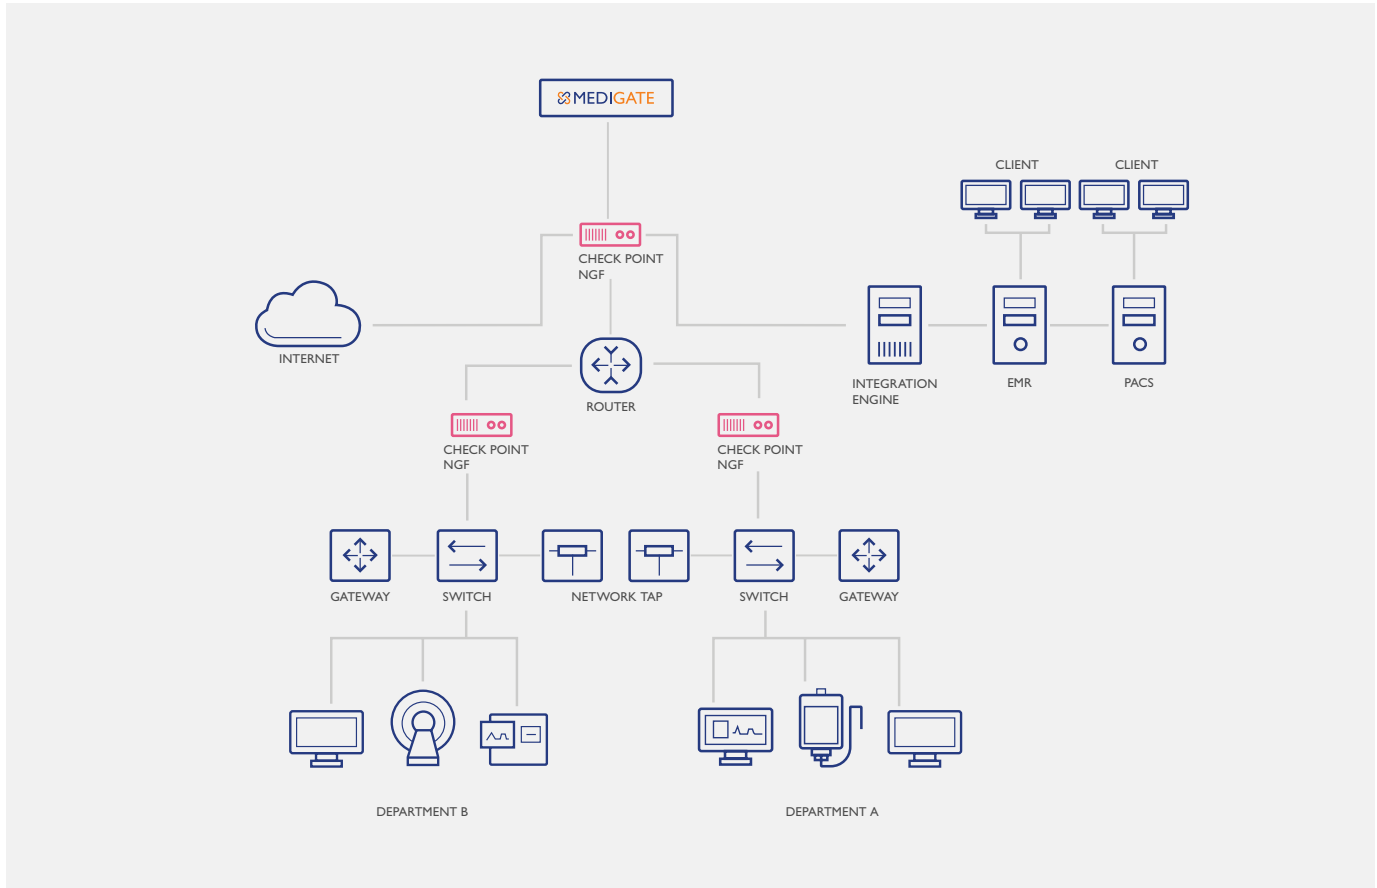 MEDIGATE
CLIENT
CLIENT
CHECK POINT
NGF
INTERNET
INTEGRATION
ENGINE
EMR
PACS
ROUTER
CHECK POINT
NGF
CHECK POINT
NGF
GATEWAY
SWITCH
NETWORK TAP
SWITCH
GATEWAY
DEPARTMENT B
DEPARTMENT A